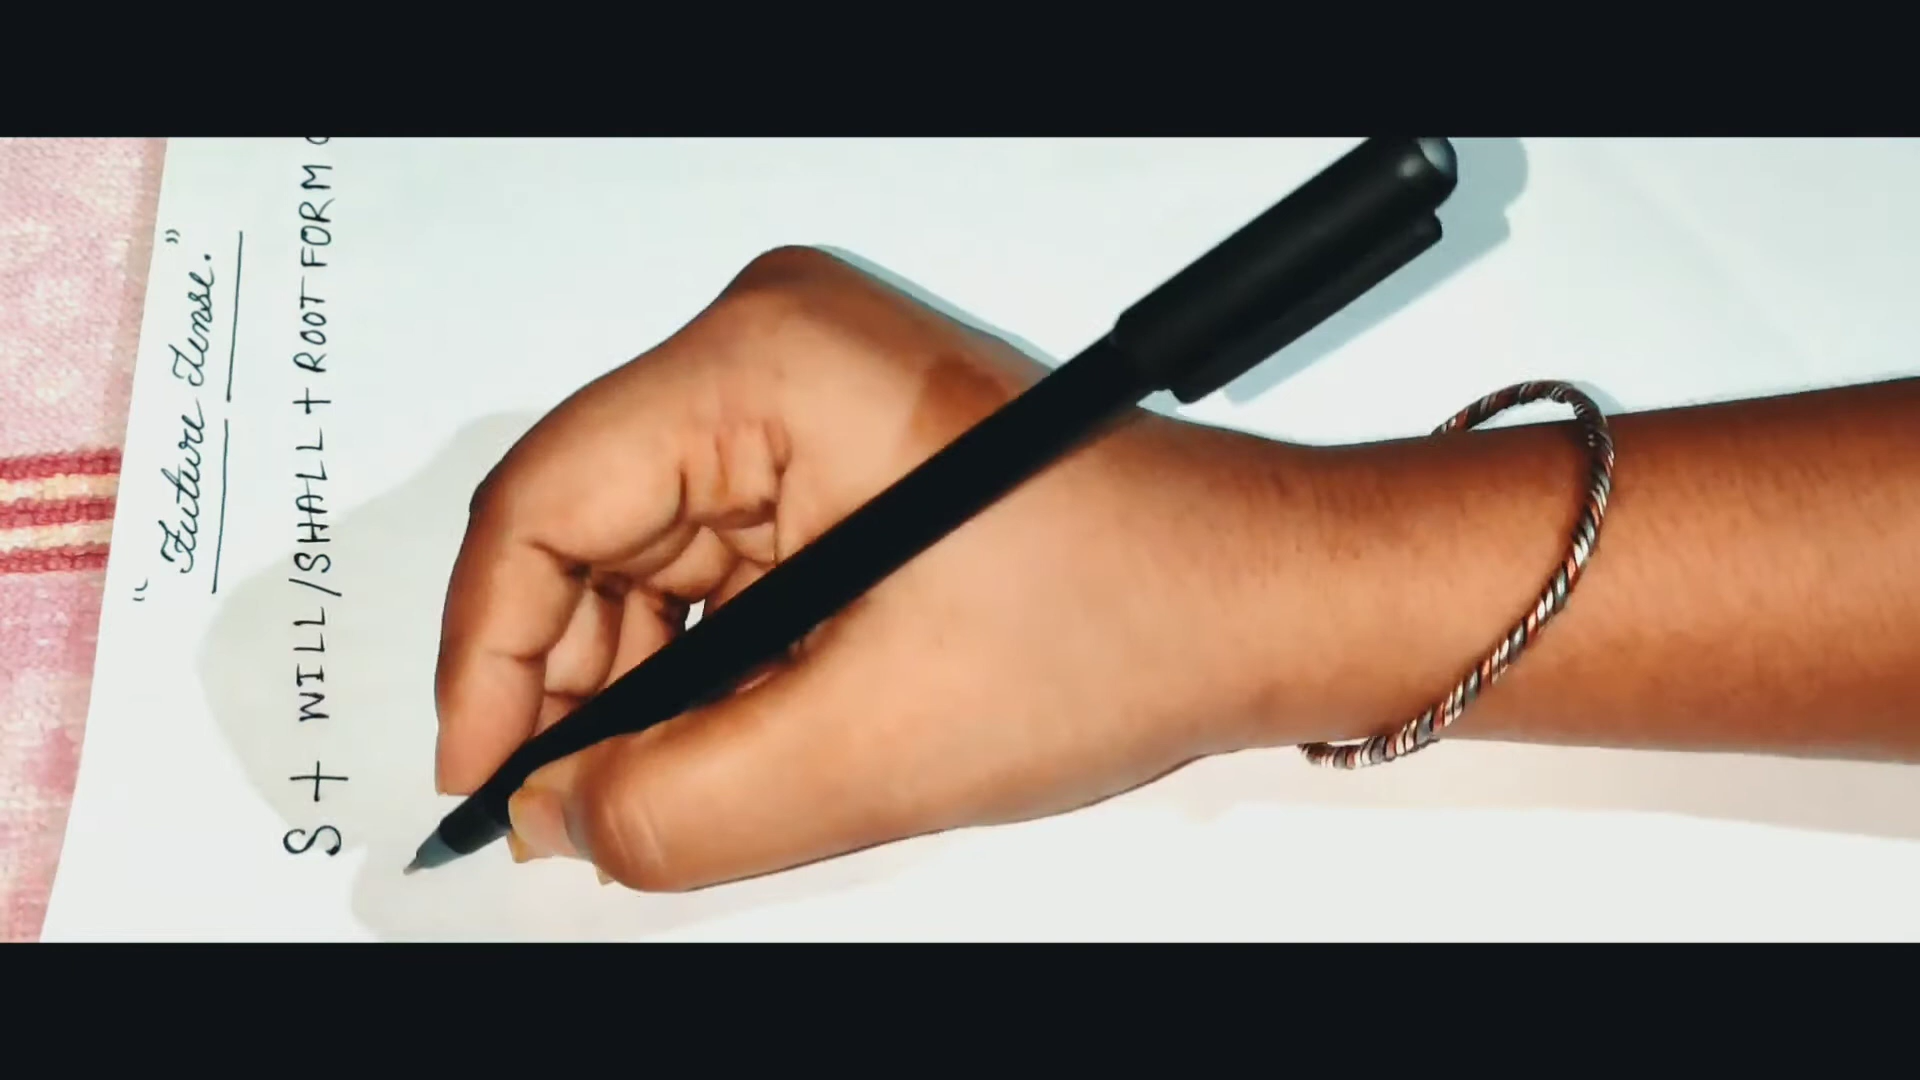 "Future Tense."
S + WILL/SHALL + ROOT FORM